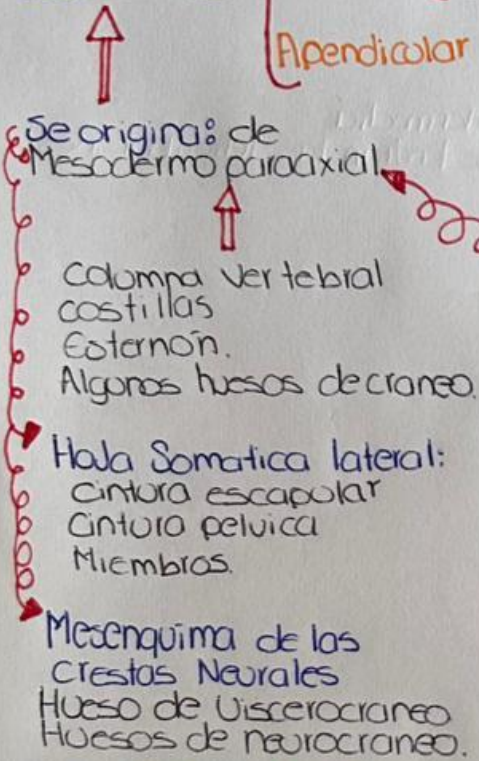 Apendicular
Se origina: de
Mesodermo paraaxial
Columna vertebral
costillas
Esternón.
Algunos huesos de craneo.
Hoja Somatica lateral:
Cintura escapular
Cintura pelvica
Miembros.
Mesenquima de las
crestas Neurales
Hueso de viscerocraneo
Huesos de neurocraneo.